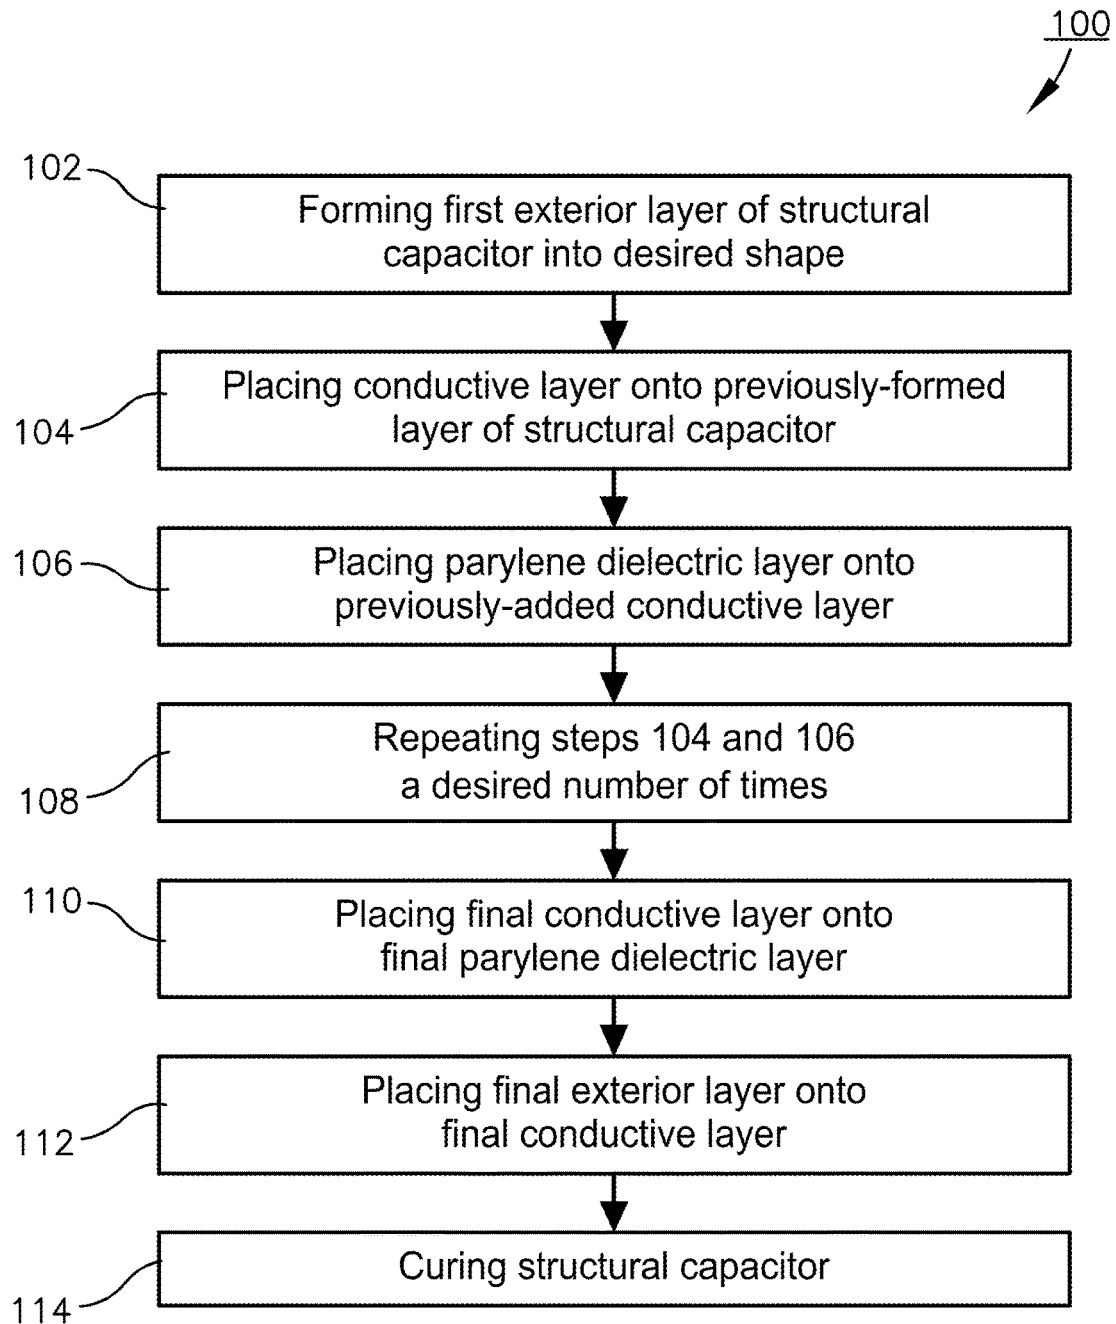 100
102
Forming first exterior layer of structural
capacitor into desired shape
104
Placing conductive layer onto previously-formed
layer of structural capacitor
106
Placing parylene dielectric layer onto
previously-added conductive layer
108
Repeating steps 104 and 106
a desired number of times
110
Placing final conductive layer onto
final parylene dielectric layer
112
Placing final exterior layer onto
final conductive layer
114
Curing structural capacitor